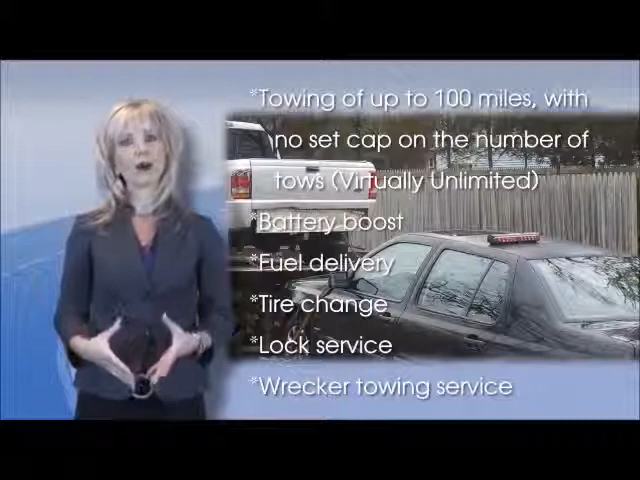 *Towing of up to 100 miles, with
no set cap on the number of
tows (Virtually Unlimited)
*Battery boost
*Fuel delivery
*Tire change
*Lock service
*Wrecker towing service